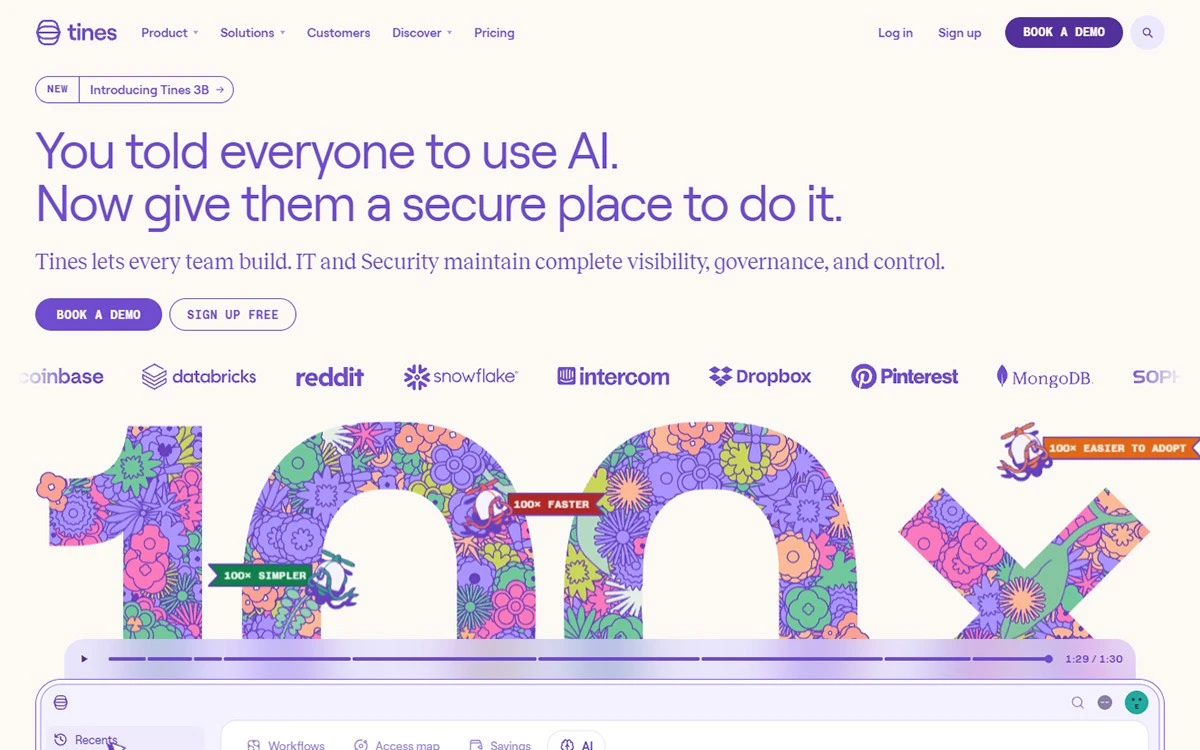 tines
Product
Solutions
Customers
Discover
Pricing
Log in
Sign up
BOOK A DEMO
NEW
Introducing Tines 3B →
You told everyone to use AI.
Now give them a secure place to do it.
Tines lets every team build. IT and Security maintain complete visibility, governance, and control.
BOOK A DEMO
SIGN UP FREE
coinbase
databricks
reddit
snowflake
intercom
Dropbox
Pinterest
MongoDB.
SOPH
100x
100× EASIER TO ADOPT
100× FASTER
100× SIMPLER
1:29 / 1:30
Recents
Workflows
Access map
Savings
AI